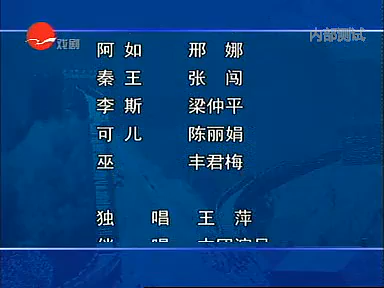 戏剧
内部测试
阿如 邢娜
秦王 张闯
李斯 梁仲平
可儿 陈丽娟
巫 丰君梅
独唱 王萍